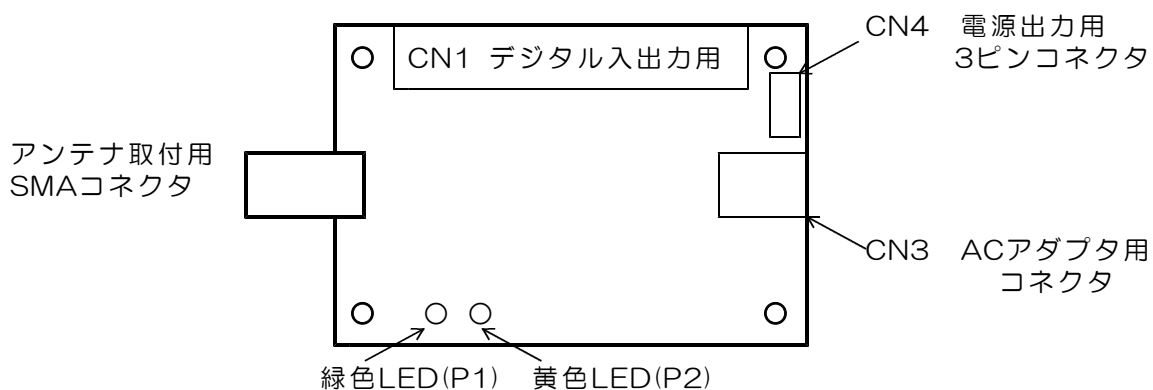 CN4　電源出力用
3ピンコネクタ
CN1 デジタル入出力用
アンテナ取付用
SMAコネクタ
CN3　ACアダプタ用
コネクタ
緑色LED(P1)　黄色LED(P2)